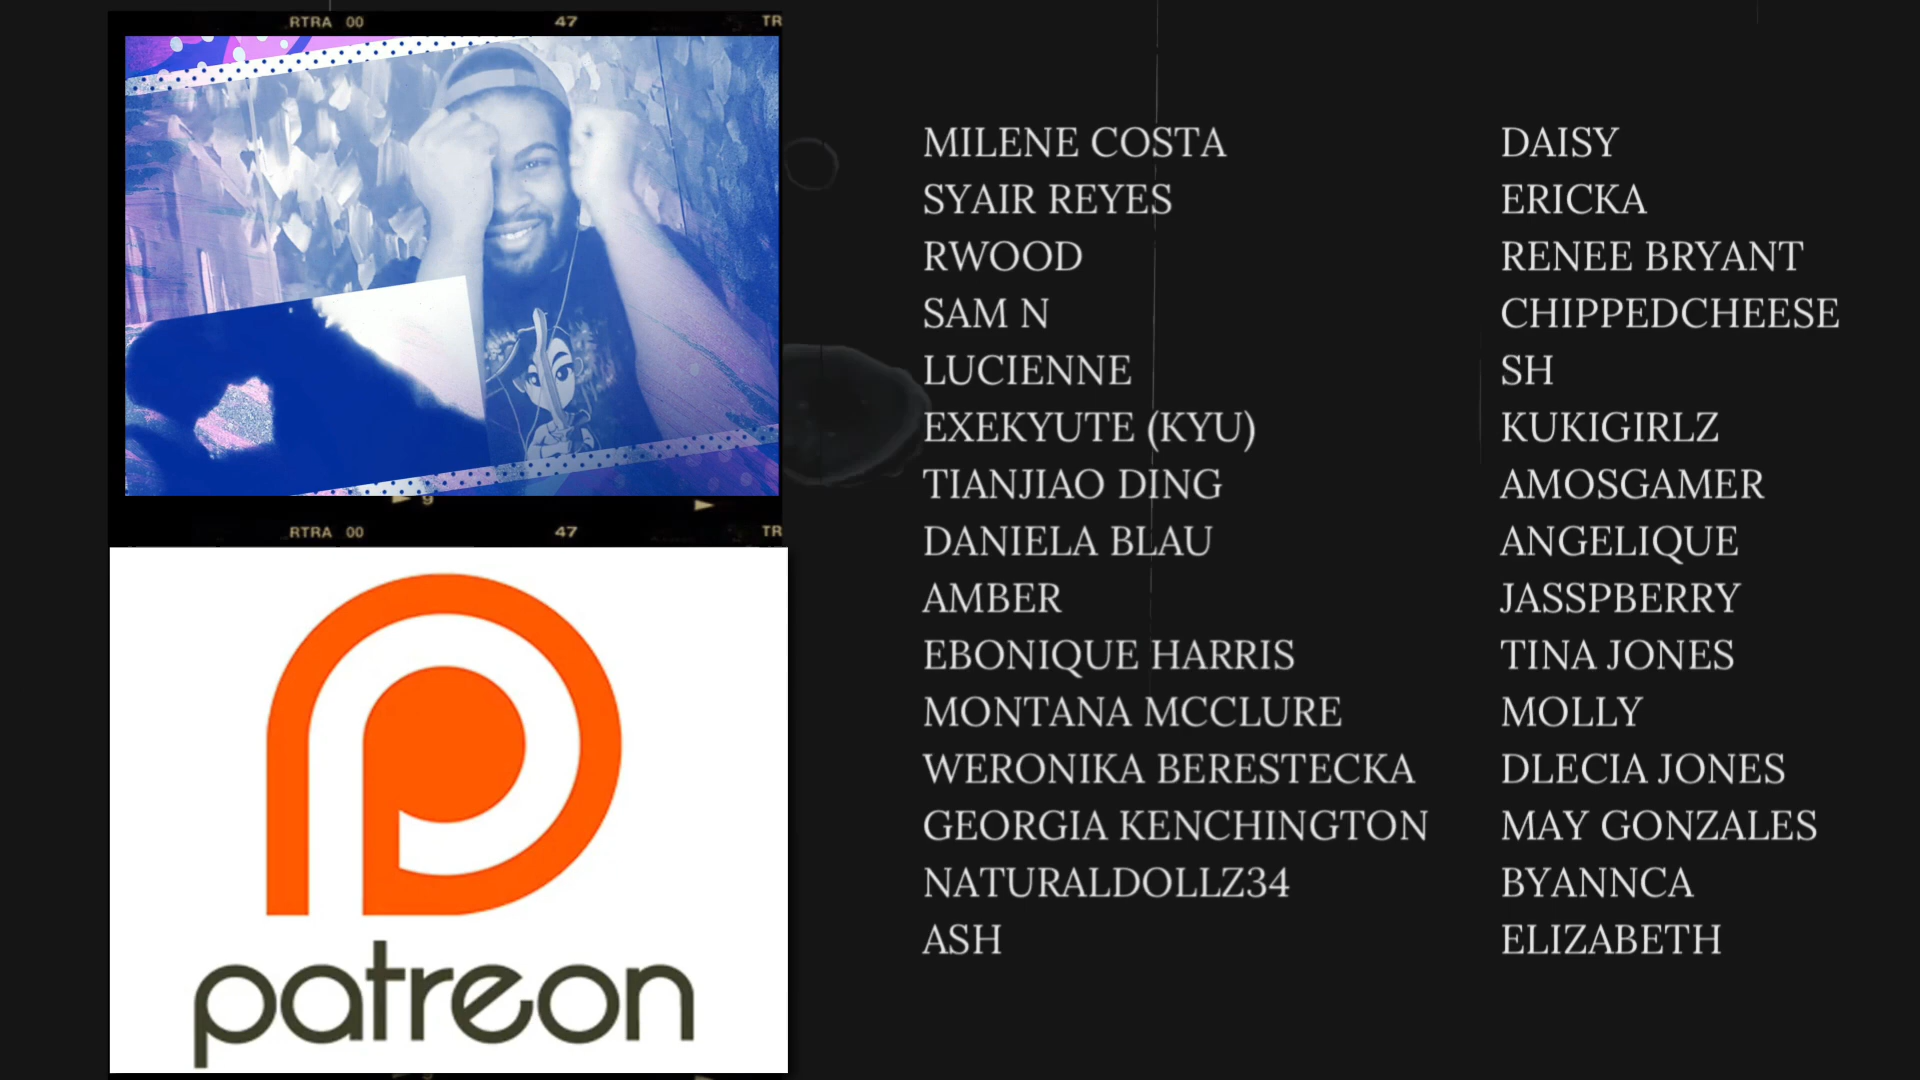 RTRA 00 47 TR
9
RTRA 00 47 TR
patreon
MILENE COSTA
SYAIR REYES
RWOOD
SAM N
LUCIENNE
EXEKYUTE (KYU)
TIANJIAO DING
DANIELA BLAU
AMBER
EBONIQUE HARRIS
MONTANA MCCLURE
WERONIKA BERESTECKA
GEORGIA KENCHINGTON
NATURALDOLLZ34
ASH
DAISY
ERICKA
RENEE BRYANT
CHIPPEDCHEESE
SH
KUKIGIRLZ
AMOSGAMER
ANGELIQUE
JASSPBERRY
TINA JONES
MOLLY
DLECIA JONES
MAY GONZALES
BYANNCA
ELIZABETH